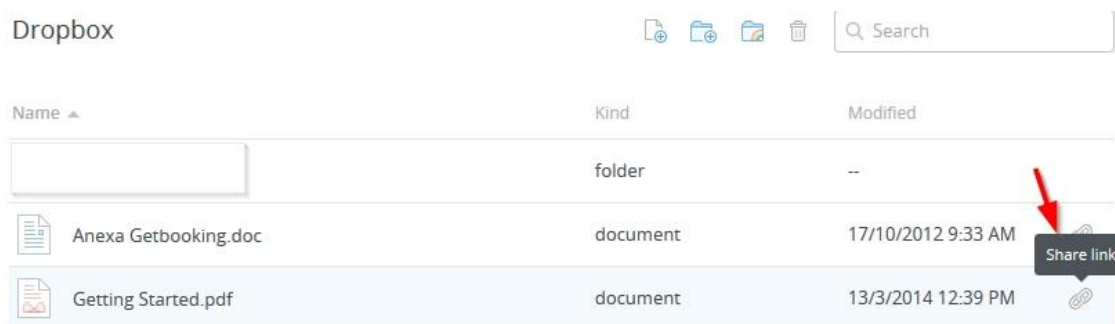 Dropbox
Search
Name Kind Modified
folder --
Anexa Getbooking.doc document 17/10/2012 9:33 AM
Share link
Getting Started.pdf document 13/3/2014 12:39 PM